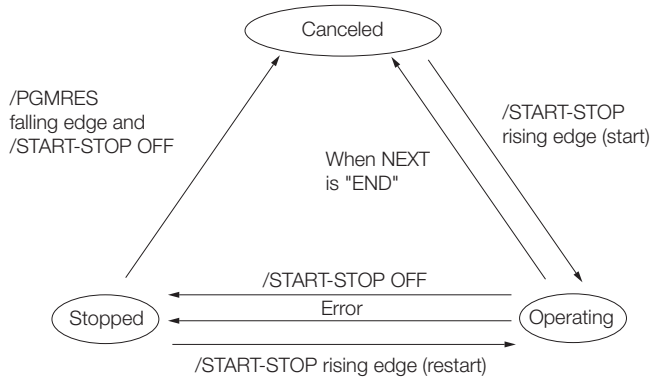 Canceled
/PGMRES
falling edge and
/START-STOP OFF
/START-STOP
rising edge (start)
When NEXT
is "END"
/START-STOP OFF
Error
Stopped
Operating
/START-STOP rising edge (restart)